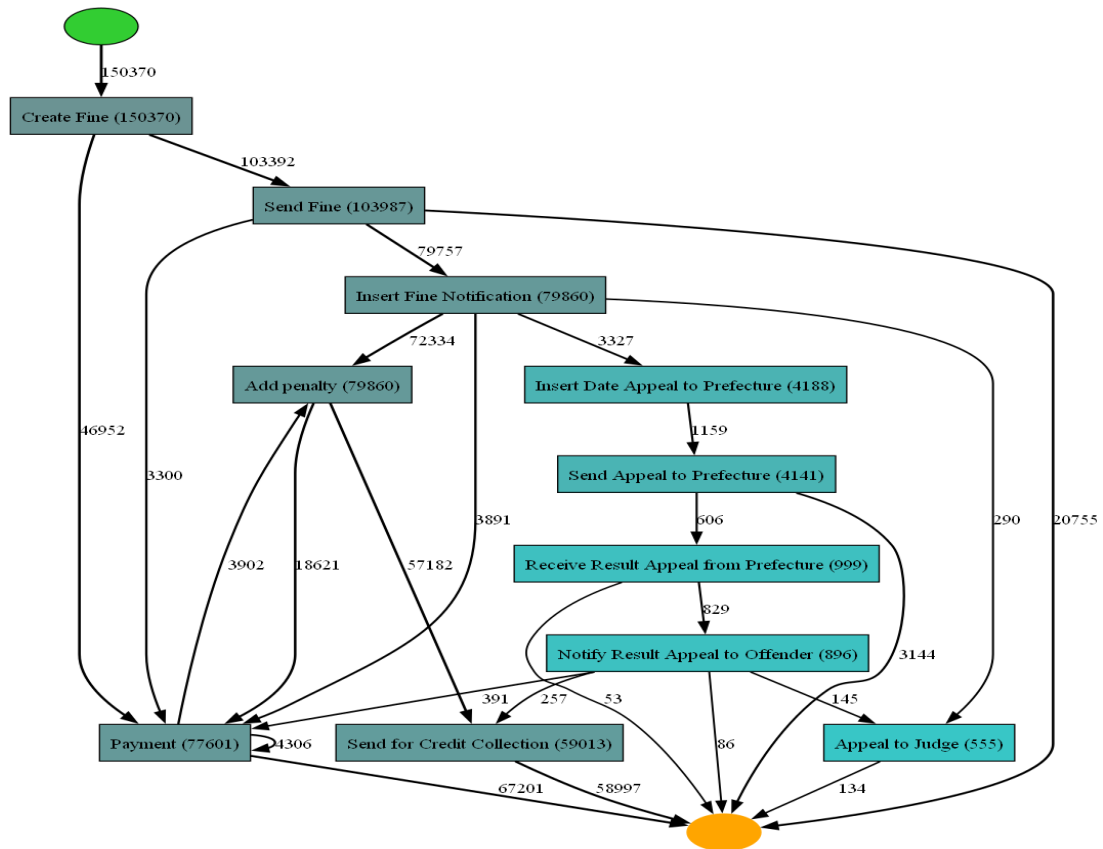 150370
Create Fine (150370)
103392
Send Fine (103987)
79757
Insert Fine Notification (79860)
72334
3327
Add penalty (79860)
Insert Date Appeal to Prefecture (4188)
46952
1159
3300
Send Appeal to Prefecture (4141)
3891
606
290
20755
3902
18621
57182
Receive Result Appeal from Prefecture (999)
829
Notify Result Appeal to Offender (896)
3144
391
257
53
145
Payment (77601)
4306
Send for Credit Collection (59013)
86
Appeal to Judge (555)
67201
58997
134